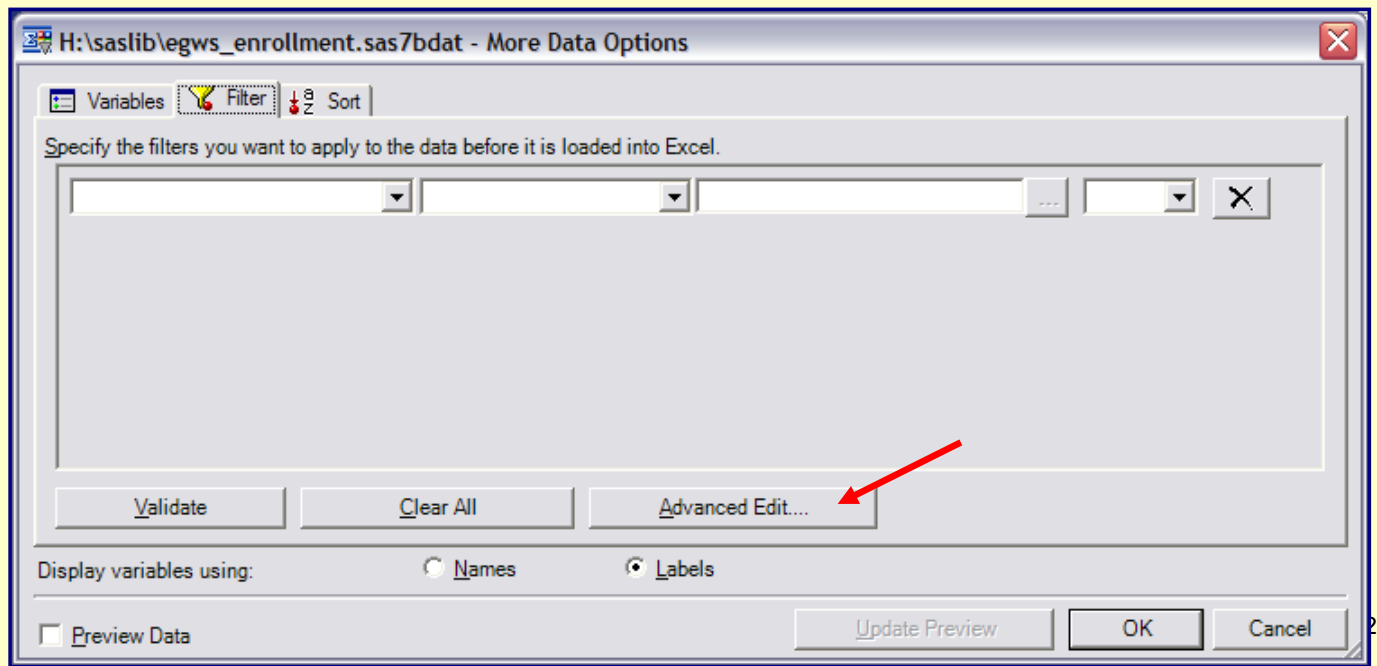 H:\saslib\egws_enrollment.sas7bdat - More Data Options
Variables Filter Sort
Specify the filters you want to apply to the data before it is loaded into Excel.
...
Validate Clear All Advanced Edit....
Display variables using: Names Labels
Preview Data Update Preview OK Cancel
2